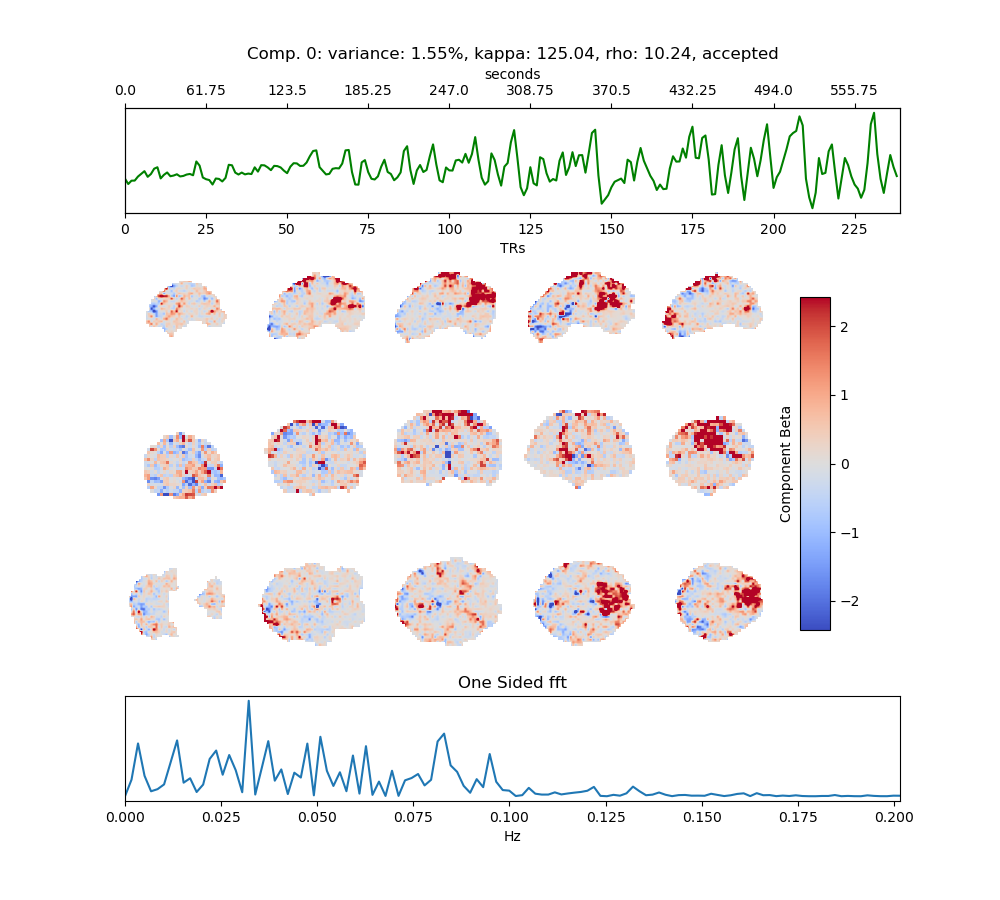 Comp. 0: variance: 1.55%, kappa: 125.04, rho: 10.24, accepted
seconds
0.0 61.75 123.5 185.25 247.0 308.75 370.5 432.25 494.0 555.75
0 25 50 75 100 125 150 175 200 225
TRs
2
1
0
−1
−2
Component Beta
One Sided fft
0.000 0.025 0.050 0.075 0.100 0.125 0.150 0.175 0.200
Hz